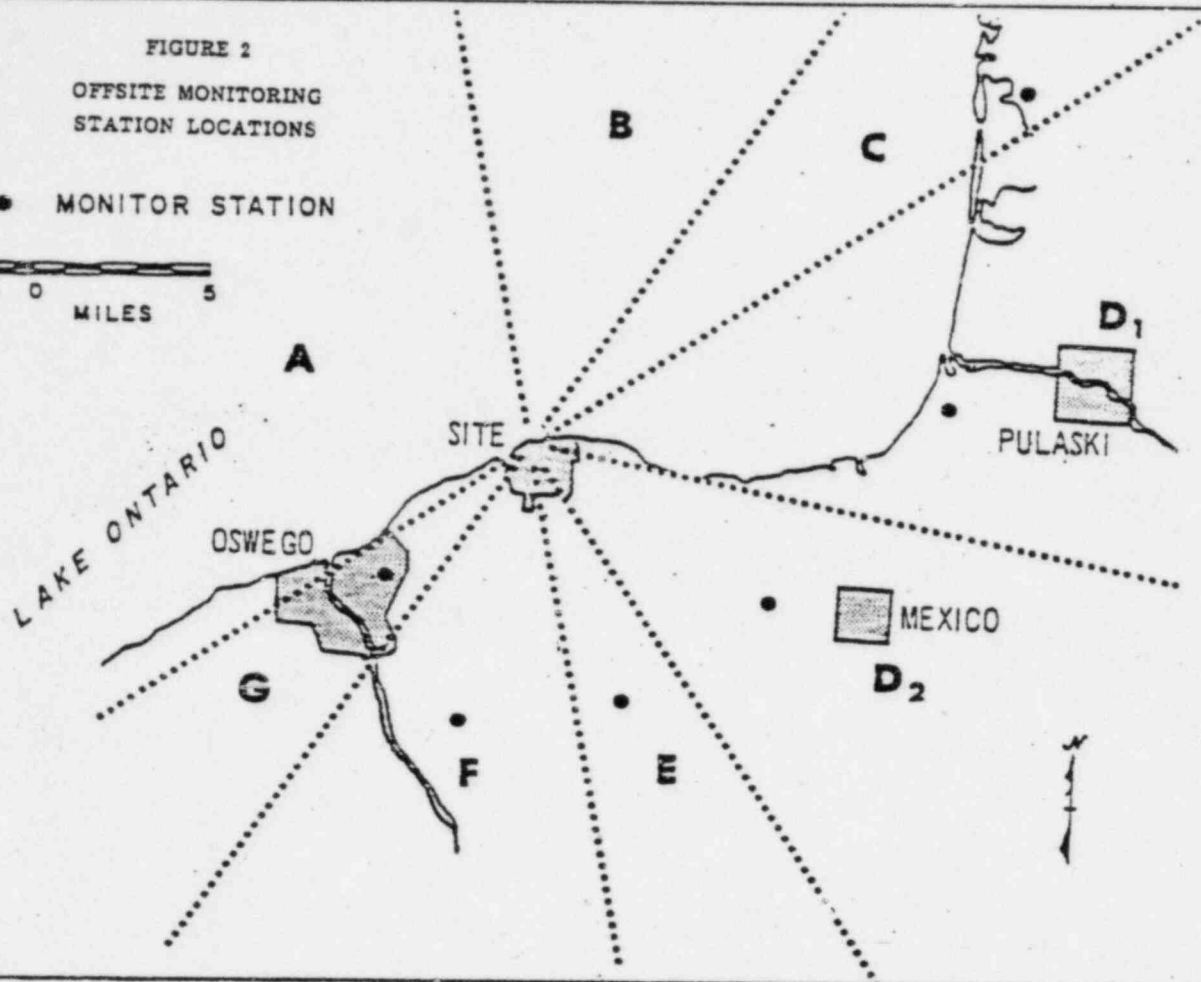 FIGURE 2
OFFSITE MONITORING
STATION LOCATIONS
MONITOR STATION
0 5
MILES
B
C
A
D1
SITE
PULASKI
LAKE ONTARIO
OSWEGO
MEXICO
D2
G
F
E
N